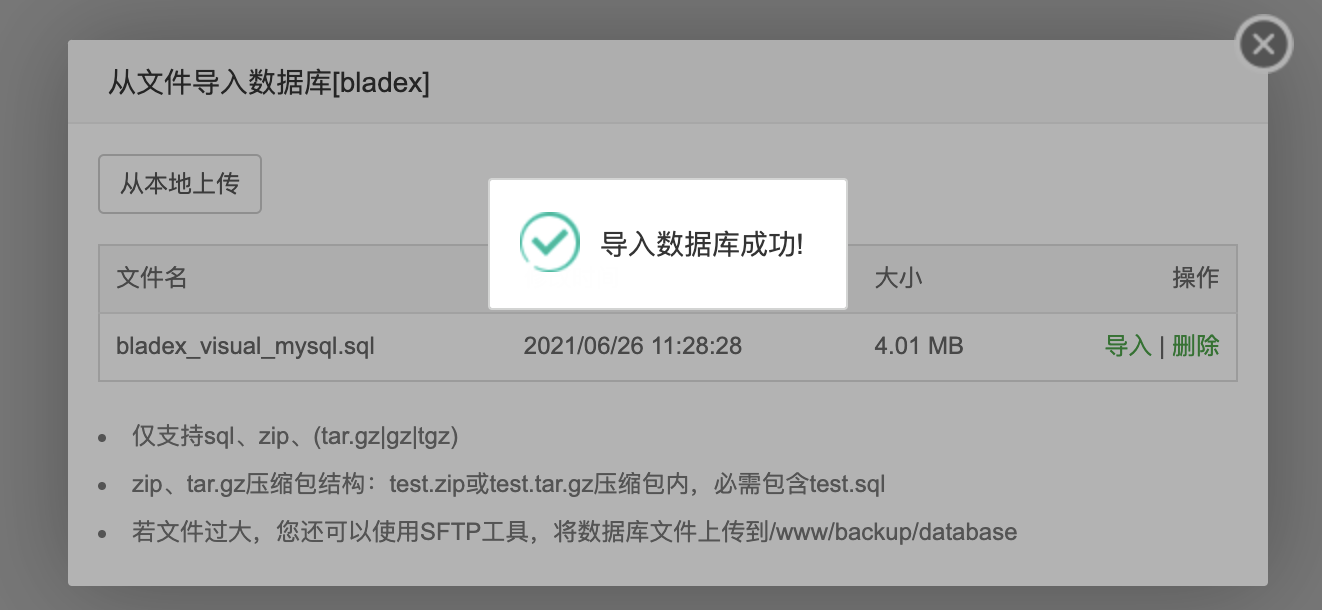 从文件导入数据库[bladex]
从本地上传
导入数据库成功!
文件名 大小 操作
bladex_visual_mysql.sql 2021/06/26 11:28:28 4.01 MB 导入 | 删除
仅支持sql、zip、(tar.gz|gz|tgz)
zip、tar.gz压缩包结构：test.zip或test.tar.gz压缩包内，必需包含test.sql
若文件过大，您还可以使用SFTP工具，将数据库文件上传到/www/backup/database